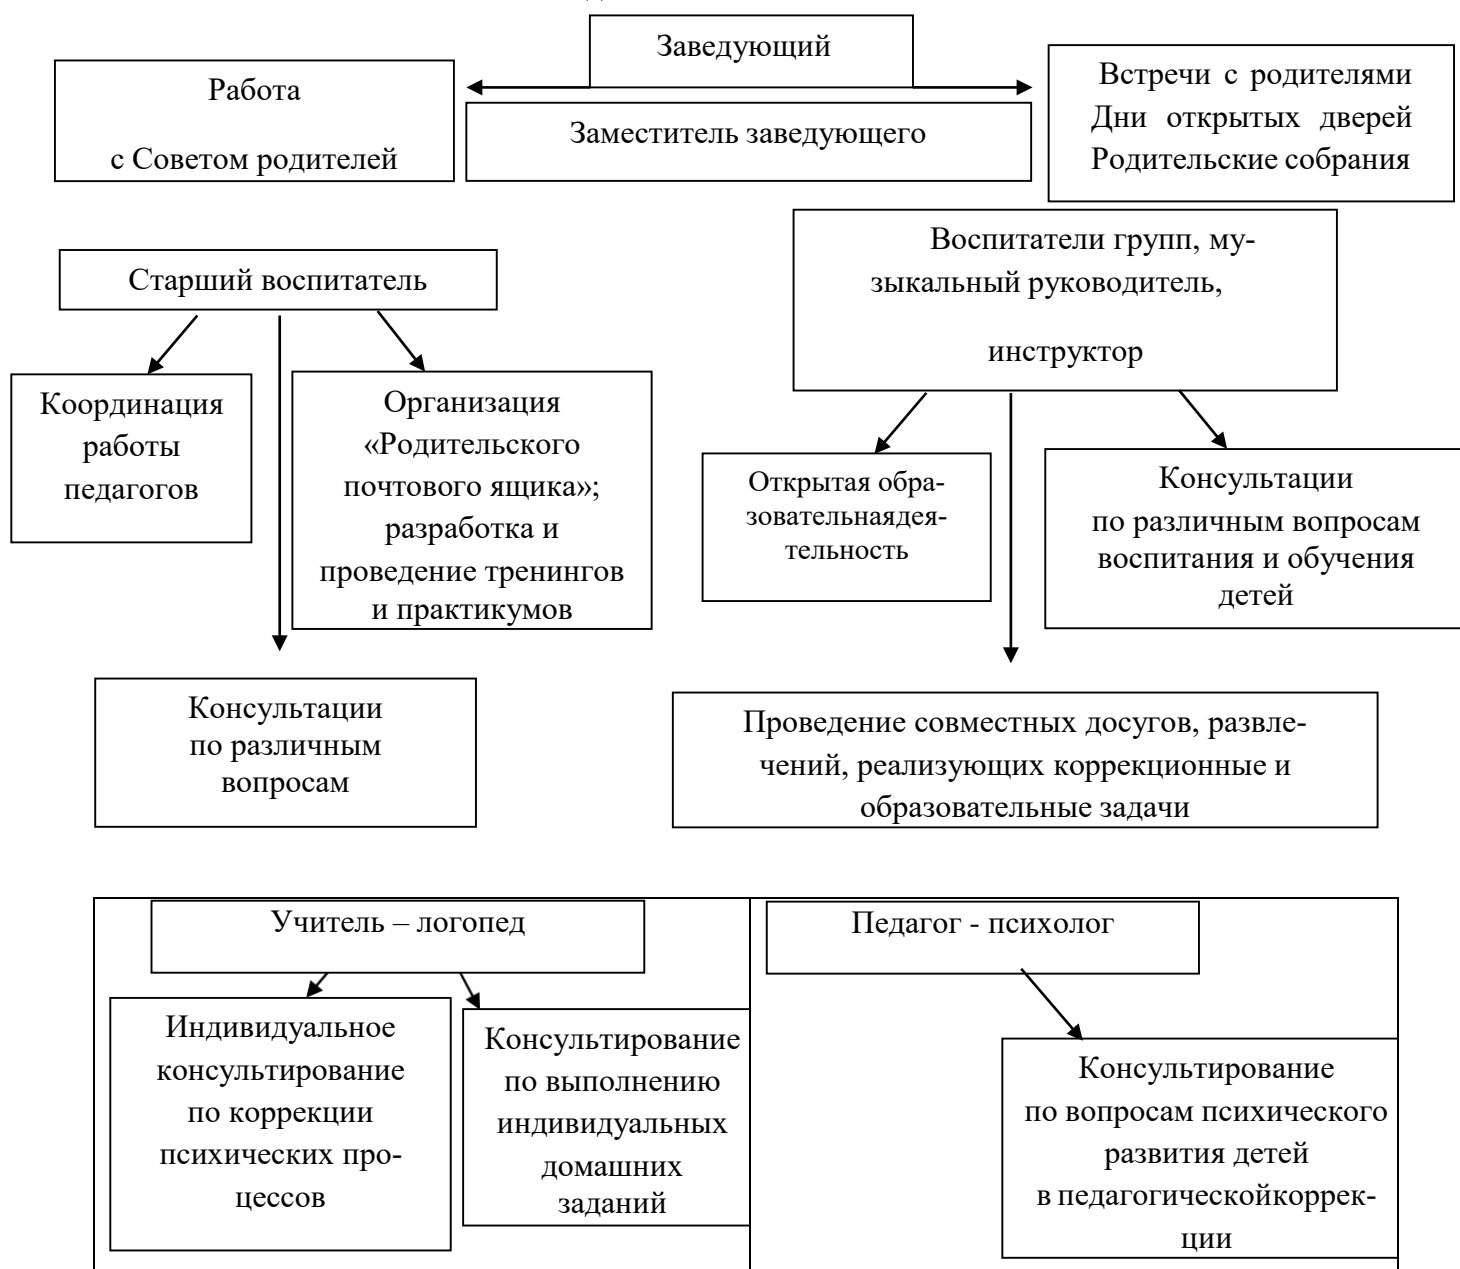 Заведующий
Работа
с Советом родителей
Заместитель заведующего
Встречи с родителями
Дни открытых дверей
Родительские собрания
Старший воспитатель
Воспитатели групп, му-
зыкальный руководитель,
инструктор
Координация
работы
педагогов
Организация
«Родительского
почтового ящика»;
разработка и
проведение тренингов
и практикумов
Открытая обра-
зовательнаядея-
тельность
Консультации
по различным вопросам
воспитания и обучения
детей
Консультации
по различным
вопросам
Проведение совместных досугов, развле-
чений, реализующих коррекционные и
образовательные задачи
Учитель – логопед
Индивидуальное
консультирование
по коррекции
психических про-
цессов
Консультирование
по выполнению
индивидуальных
домашних
заданий
Педагог - психолог
Консультирование
по вопросам психического
развития детей
в педагогическойкоррек-
ции